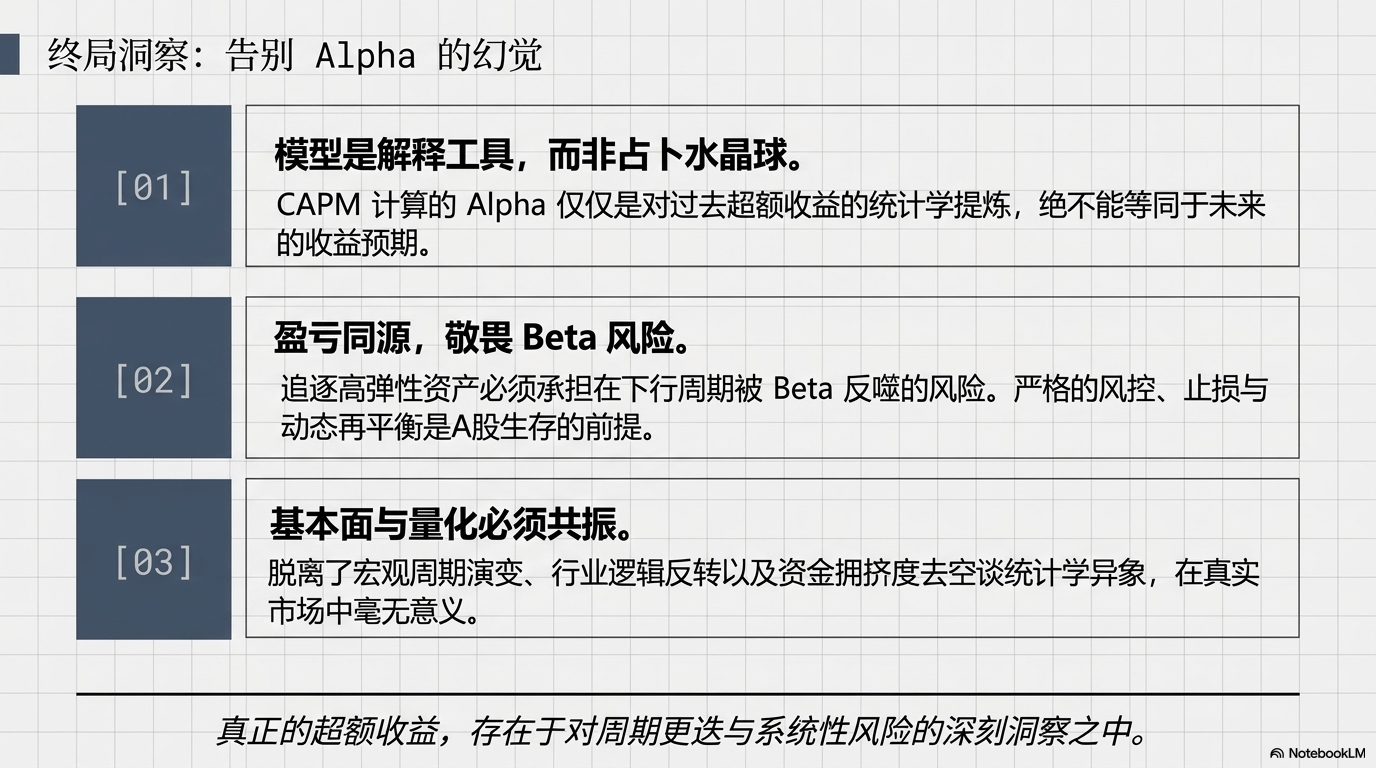 终局洞察：告别 Alpha 的幻觉
[01]
模型是解释工具，而非占卜水晶球。
CAPM 计算的 Alpha 仅仅是对过去超额收益的统计学提炼，绝不能等同于未来
的收益预期。
[02]
盈亏同源，敬畏 Beta 风险。
追逐高弹性资产必须承担在下行周期被 Beta 反噬的风险。严格的风控、止损与
动态再平衡是A股生存的前提。
[03]
基本面与量化必须共振。
脱离了宏观周期演变、行业逻辑反转以及资金拥挤度去空谈统计学异象，在真实
市场中毫无意义。
真正的超额收益，存在于对周期更迭与系统性风险的深刻洞察之中。
NotebookLM